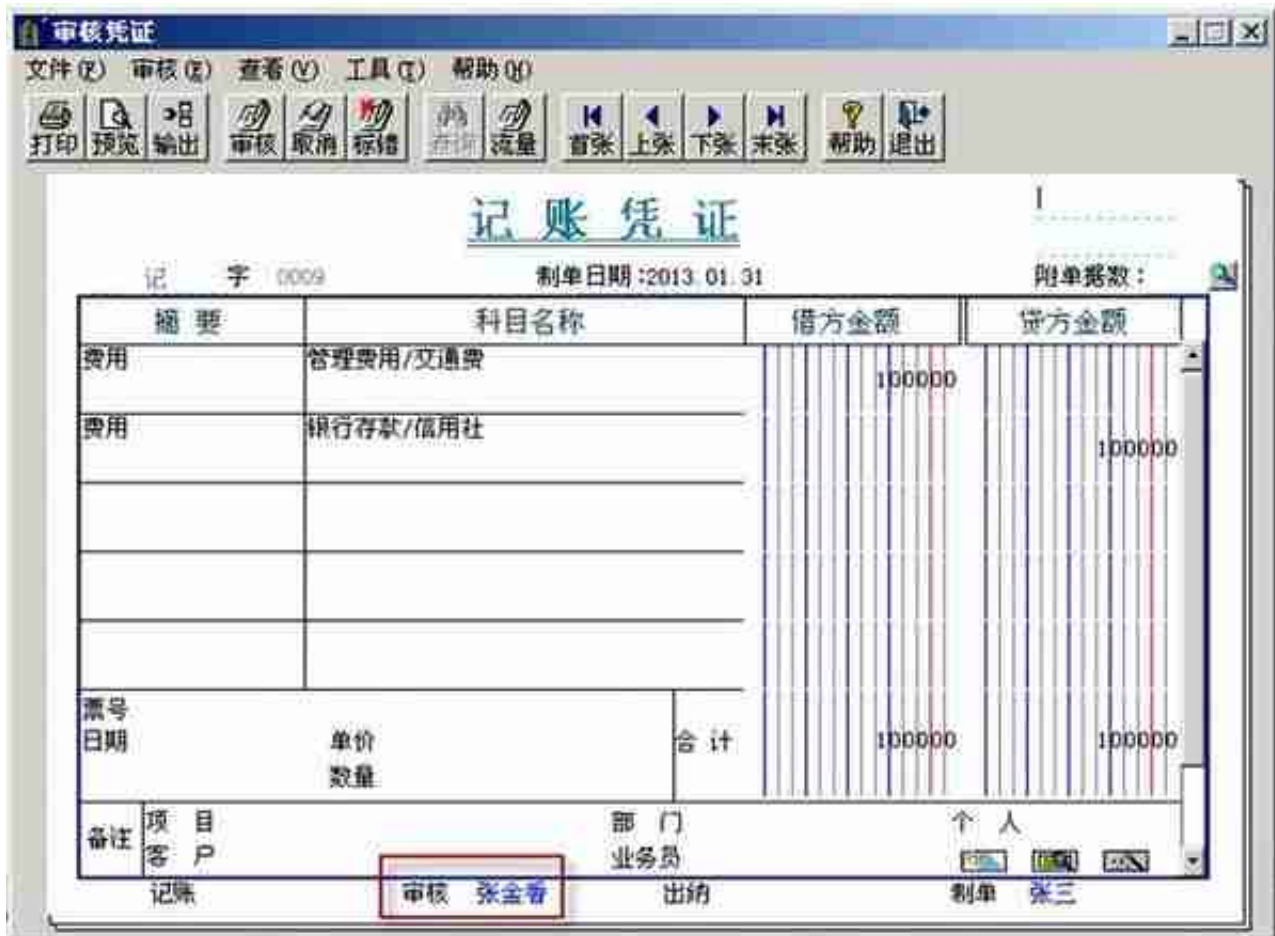 审核凭证
文件(F) 审核(E) 查看(V) 工具(T) 帮助(H)
打印 预览 输出 审核 取消 标错 查询 流量 首张 上张 下张 末张 帮助 退出
记 账 凭 证
记 字 0009 制单日期:2013.01.31 附单据数:
摘 要 科目名称 借方金额 贷方金额
费用 管理费用/交通费 100000
费用 银行存款/信用社 100000
票号
日期 单价 合 计 100000 100000
数量
备注 项 目 部 门 个 人
客 户 业务员
记账 审核 张金香 出纳 制单 张三